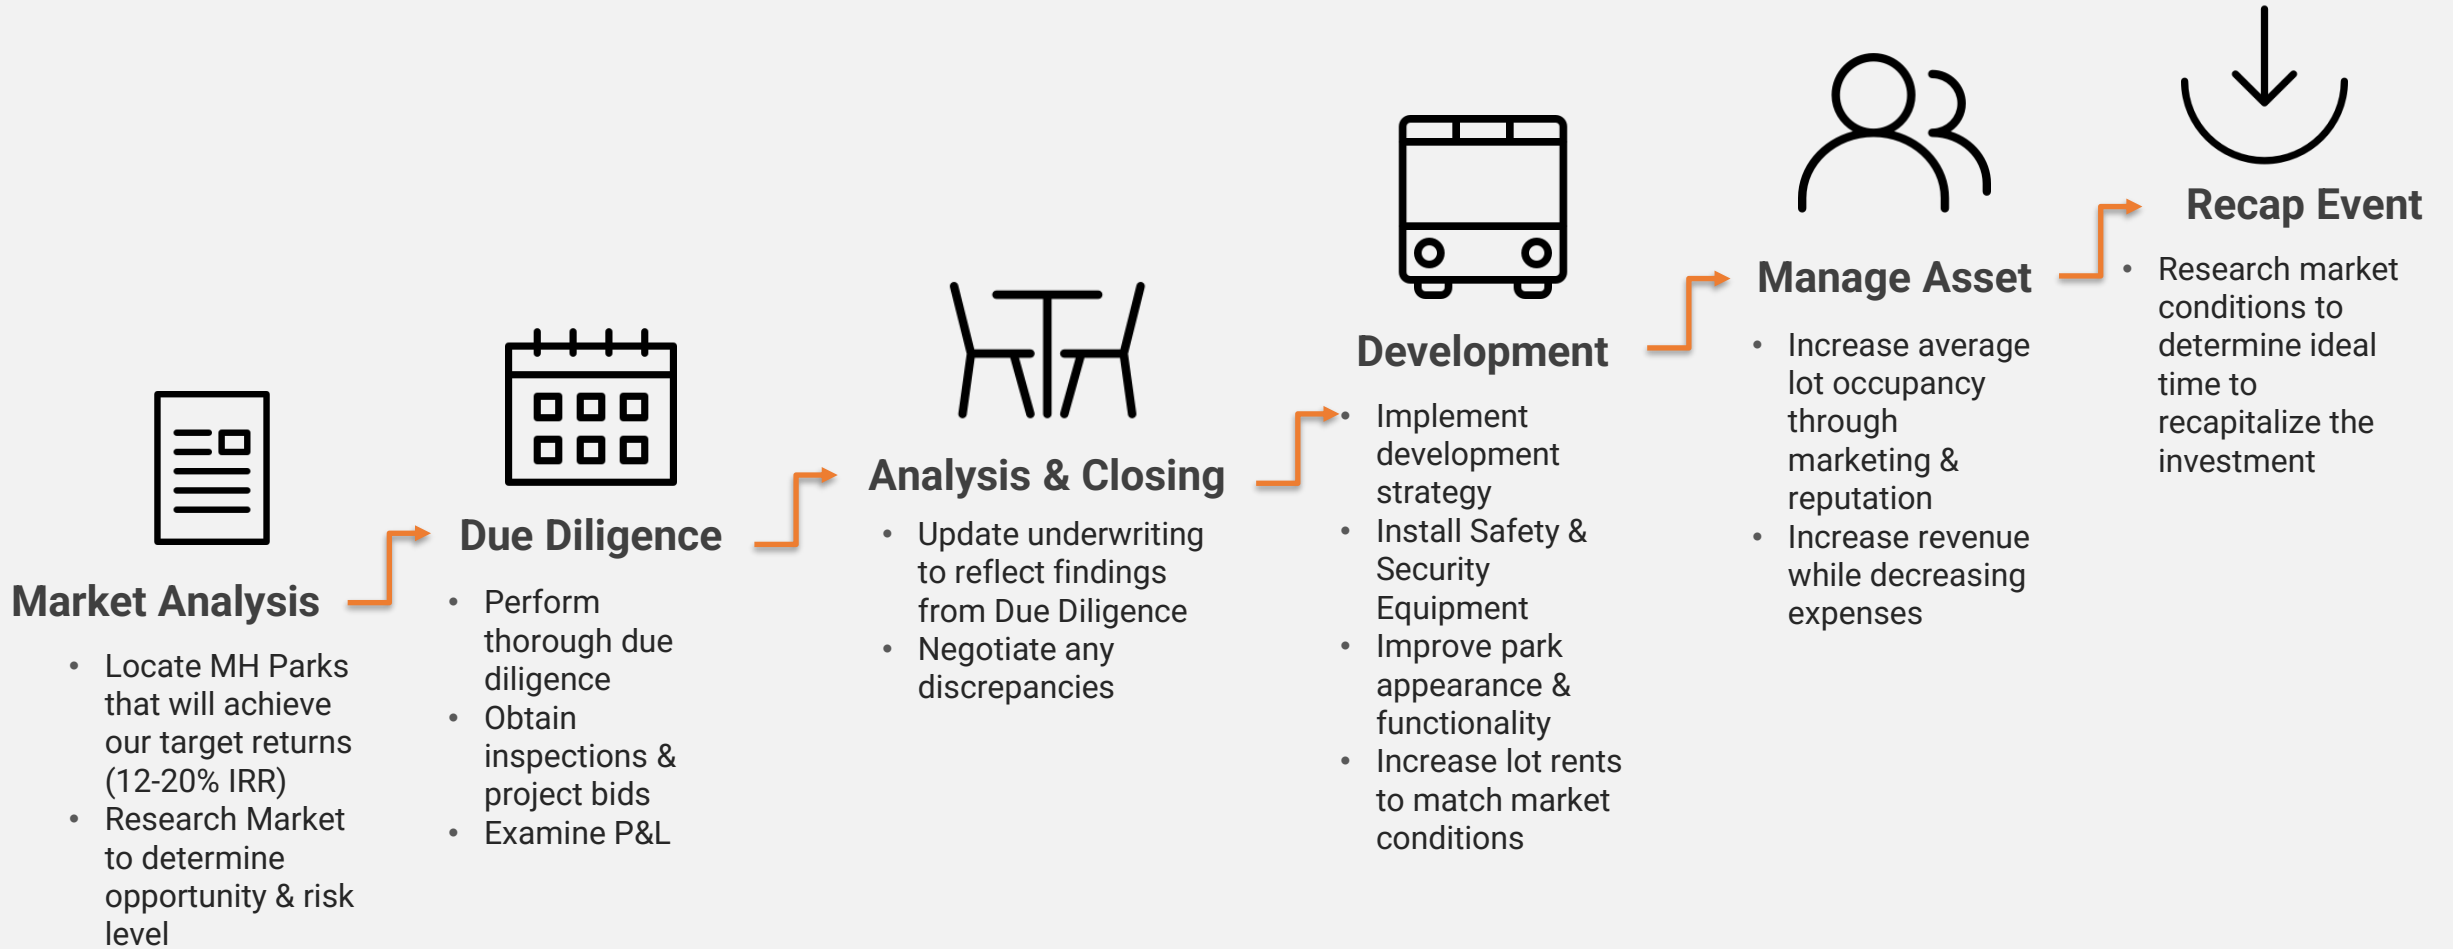 Market Analysis
• Locate MH Parks
that will achieve
our target returns
(12-20% IRR)
• Research Market
to determine
opportunity & risk
level
Due Diligence
• Perform
thorough due
diligence
• Obtain
inspections &
project bids
• Examine P&L
Analysis & Closing
• Update underwriting
to reflect findings
from Due Diligence
• Negotiate any
discrepancies
Development
• Implement
development
strategy
• Install Safety &
Security
Equipment
• Improve park
appearance &
functionality
• Increase lot rents
to match market
conditions
Manage Asset
• Increase average
lot occupancy
through
marketing &
reputation
• Increase revenue
while decreasing
expenses
Recap Event
• Research market
conditions to
determine ideal
time to
recapitalize the
investment